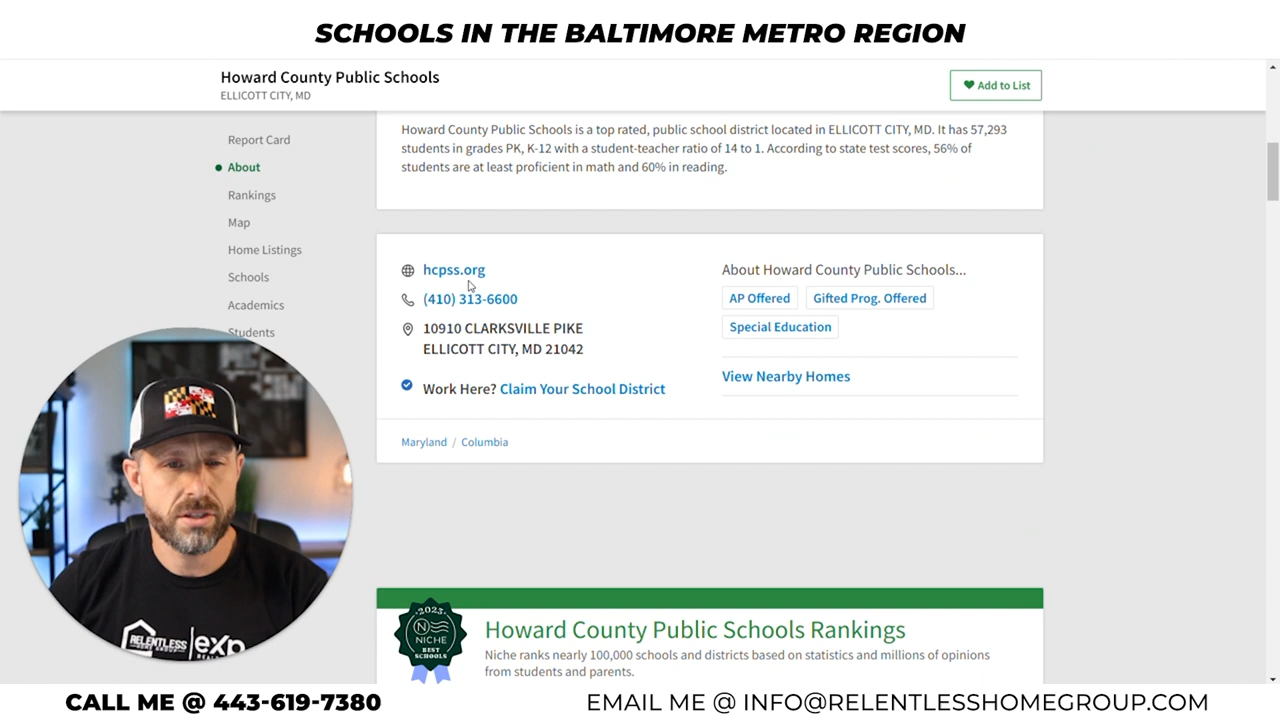 SCHOOLS IN THE BALTIMORE METRO REGION
Howard County Public Schools
ELLICOTT CITY, MD
Add to List
Report Card
About
Rankings
Map
Home Listings
Schools
Academics
Students
Howard County Public Schools is a top rated, public school district located in ELLICOTT CITY, MD. It has 57,293
students in grades PK, K-12 with a student-teacher ratio of 14 to 1. According to state test scores, 56% of
students are at least proficient in math and 60% in reading.
hcpss.org
(410) 313-6600
10910 CLARKSVILLE PIKE
ELLICOTT CITY, MD 21042
Work Here? Claim Your School District
About Howard County Public Schools...
AP Offered
Gifted Prog. Offered
Special Education
View Nearby Homes
Maryland / Columbia
2023
NICHE
BEST
SCHOOLS
Howard County Public Schools Rankings
Niche ranks nearly 100,000 schools and districts based on statistics and millions of opinions
from students and parents.
RELENTLESS
eXp
CALL ME @ 443-619-7380
EMAIL ME @ INFO@RELENTLESSHOMEGROUP.COM